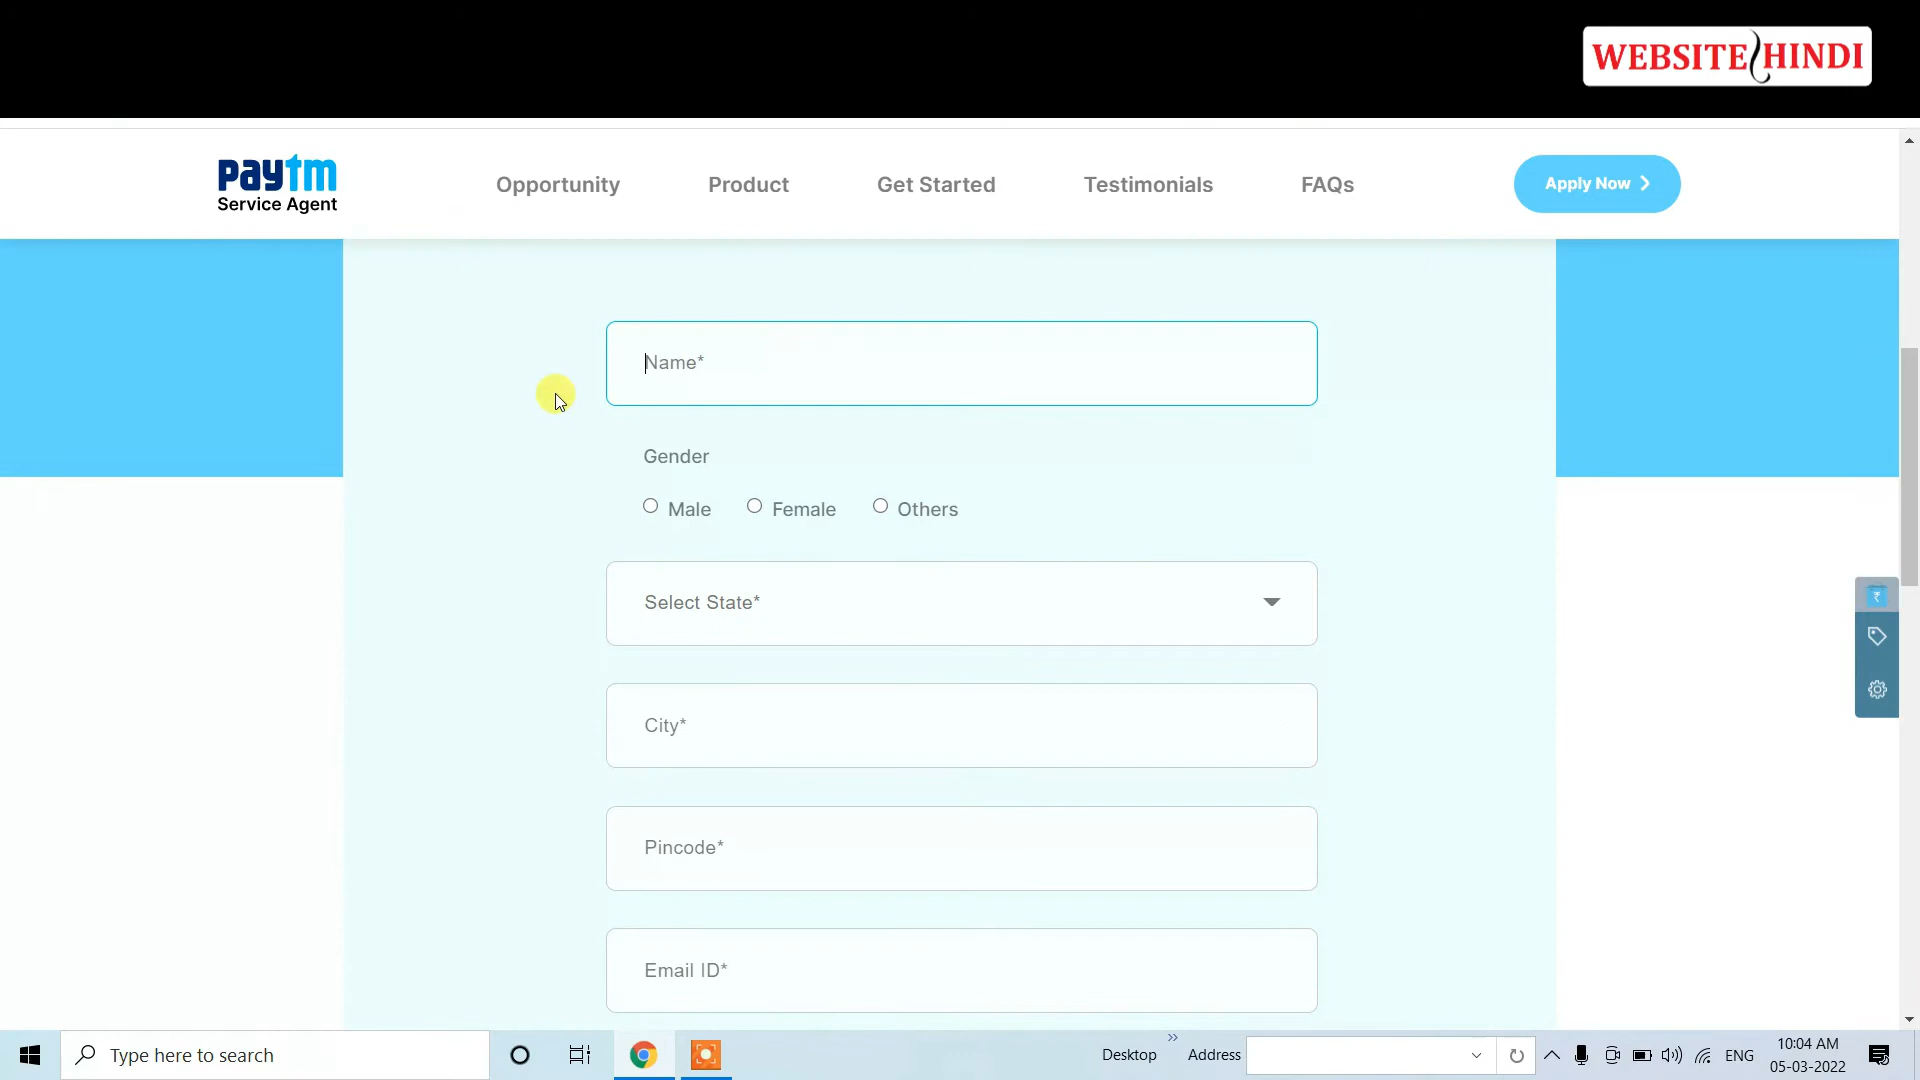 WEBSITE HINDI
paytm
Service Agent
Opportunity
Product
Get Started
Testimonials
FAQs
Apply Now
Name*
Gender
Male
Female
Others
Select State*
City*
Pincode*
Email ID*
₹
Type here to search
Desktop
»
Address
ENG
10:04 AM
05-03-2022